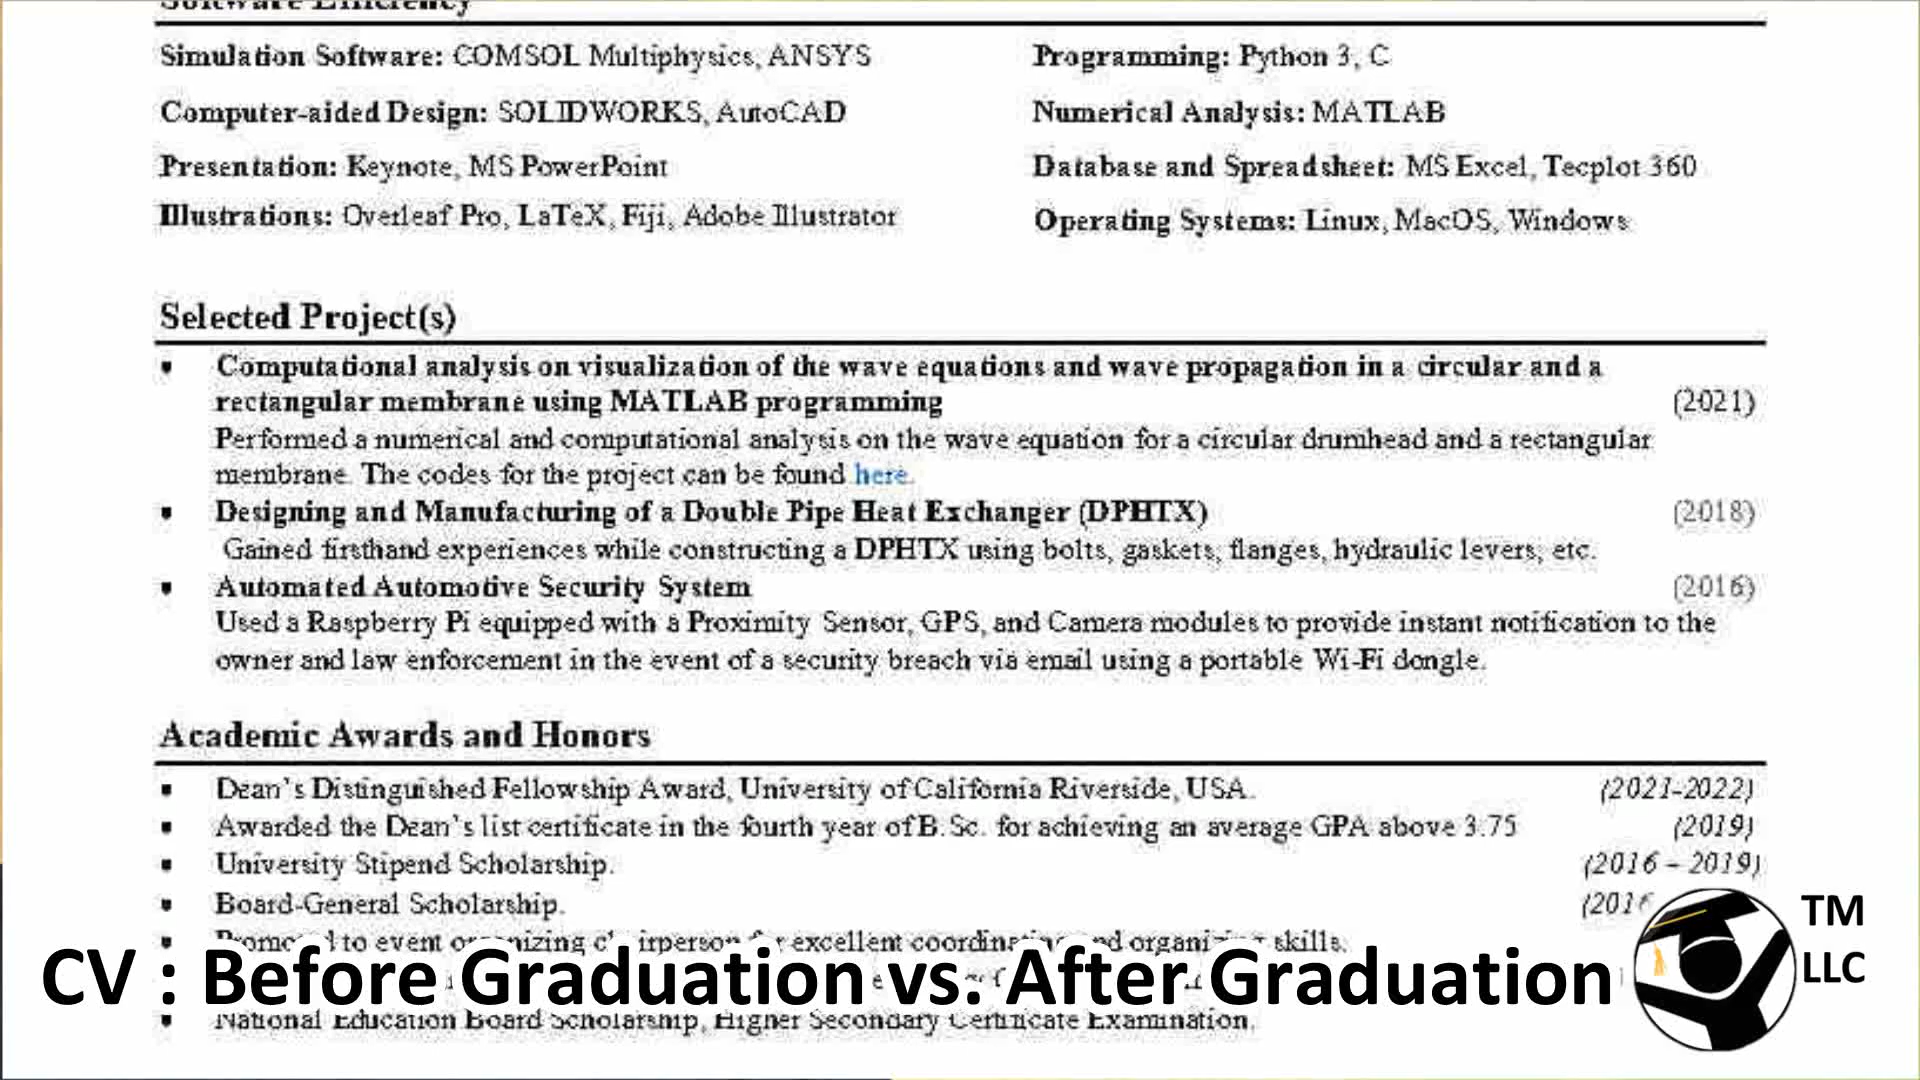 Software Efficiency
Simulation Software: COMSOL Multiphysics, ANSYS
Programming: Python 3, C
Computer-aided Design: SOLIDWORKS, AutoCAD
Numerical Analysis: MATLAB
Presentation: Keynote, MS PowerPoint
Database and Spreadsheet: MS Excel, Tecplot 360
Illustrations: Overleaf Pro, LaTeX, Fiji, Adobe Illustrator
Operating Systems: Linux, MacOS, Windows
Selected Project(s)
▪ Computational analysis on visualization of the wave equations and wave propagation in a circular and a
rectangular membrane using MATLAB programming (2021)
Performed a numerical and computational analysis on the wave equation for a circular drumhead and a rectangular
membrane. The codes for the project can be found here.
▪ Designing and Manufacturing of a Double Pipe Heat Exchanger (DPHTX) (2018)
Gained firsthand experiences while constructing a DPHTX using bolts, gaskets, flanges, hydraulic levers, etc.
▪ Automated Automotive Security System (2016)
Used a Raspberry Pi equipped with a Proximity Sensor, GPS, and Camera modules to provide instant notification to the
owner and law enforcement in the event of a security breach via email using a portable Wi-Fi dongle.
Academic Awards and Honors
▪ Dean's Distinguished Fellowship Award, University of California Riverside, USA. (2021-2022)
▪ Awarded the Dean's list certificate in the fourth year of B.Sc. for achieving an average GPA above 3.75 (2019)
▪ University Stipend Scholarship. (2016 – 2019)
▪ Board-General Scholarship. (2016
▪ Promoted to event organizing chairperson for excellent coordinating and organizing skills.
CV : Before Graduation vs. After Graduation
TM
LLC
▪ National Education Board Scholarship, Higher Secondary Certificate Examination.